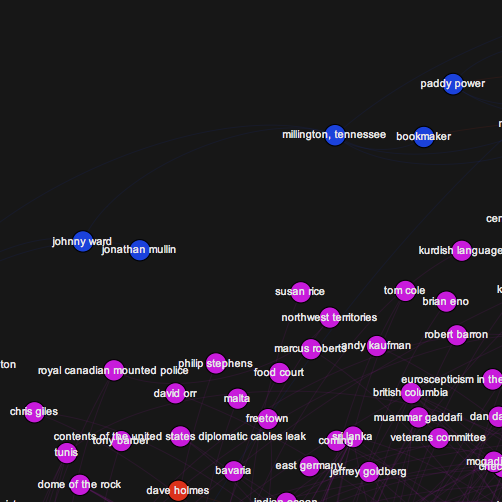 paddy power
millington, tennessee
bookmaker
johnny ward
jonathan mullin
kurdish language
susan rice
tom cole
brian eno
northwest territories
robert barron
marcus roberts
andy kaufman
ton
royal canadian mounted police
philip stephens
food court
euroscepticism in the
david orr
malta
british columbia
chris giles
freetown
muammar gaddafi
contents of the united states diplomatic cables leak
tony barber
sri lanka
veterans committee
tunis
bavaria
east germany
jeffrey goldberg
dome of the rock
dave holmes
indian ocean